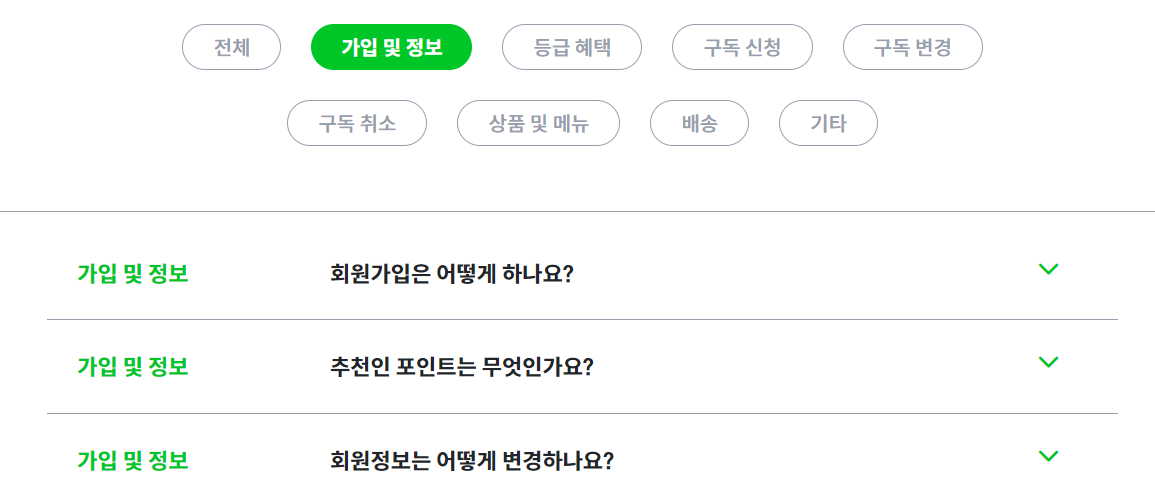 전체 가입 및 정보 등급 혜택 구독 신청 구독 변경
구독 취소 상품 및 메뉴 배송 기타
가입 및 정보 회원가입은 어떻게 하나요?
가입 및 정보 추천인 포인트는 무엇인가요?
가입 및 정보 회원정보는 어떻게 변경하나요?